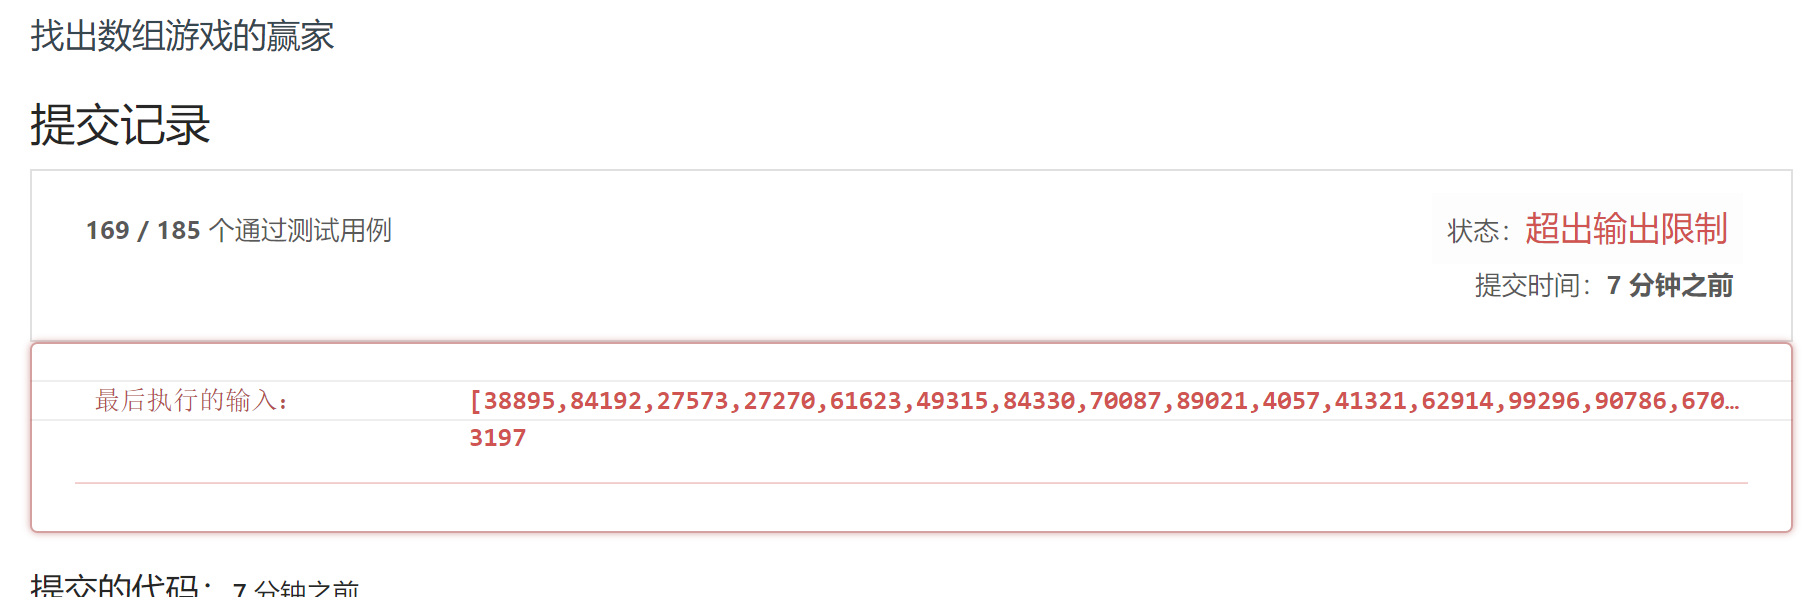 找出数组游戏的赢家
提交记录
169 / 185 个通过测试用例
状态：超出输出限制
提交时间：7 分钟之前
最后执行的输入：
[38895,84192,27573,27270,61623,49315,84330,70087,89021,4057,41321,62914,99296,90786,670…
3197
提交的代码：7 分钟之前